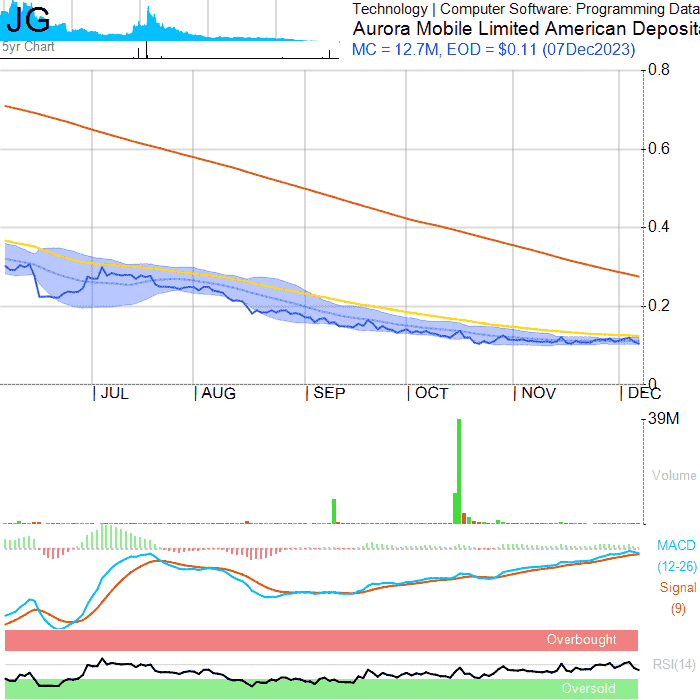 JG
5yr Chart
Technology | Computer Software: Programming Data
Aurora Mobile Limited American Deposit
MC = 12.7M, EOD = $0.11 (07Dec2023)
0.8
0.6
0.4
0.2
0
JUL AUG SEP OCT NOV DEC
39M
Volume
MACD
(12-26)
Signal
(9)
Overbought
RSI(14)
Oversold